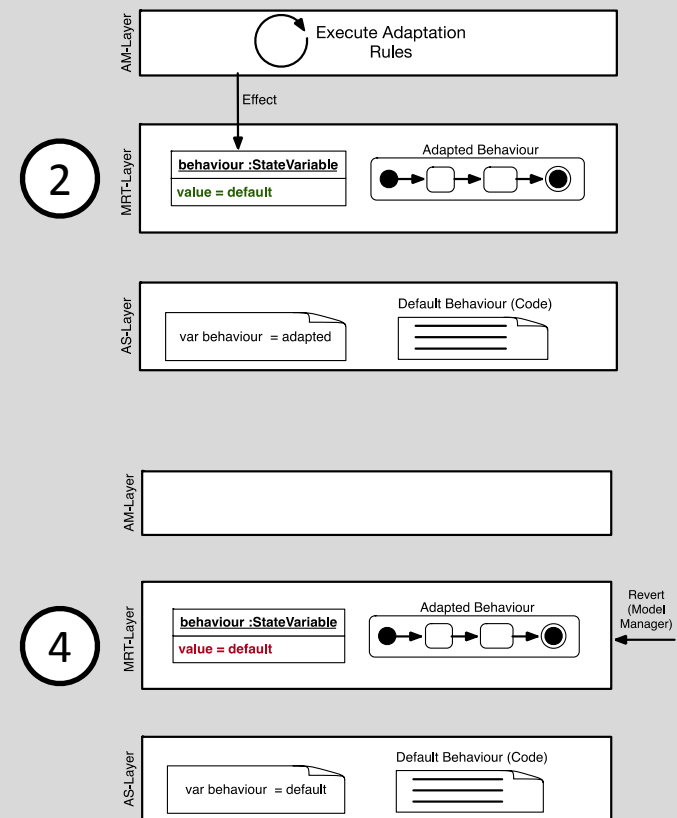 AM-Layer
Execute Adaptation
Rules
Effect
2
MRT-Layer
behaviour :StateVariable
value = default
Adapted Behaviour
AS-Layer
var behaviour = adapted
Default Behaviour (Code)
AM-Layer
4
MRT-Layer
behaviour :StateVariable
value = default
Adapted Behaviour
Revert
(Model
Manager)
AS-Layer
var behaviour = default
Default Behaviour (Code)